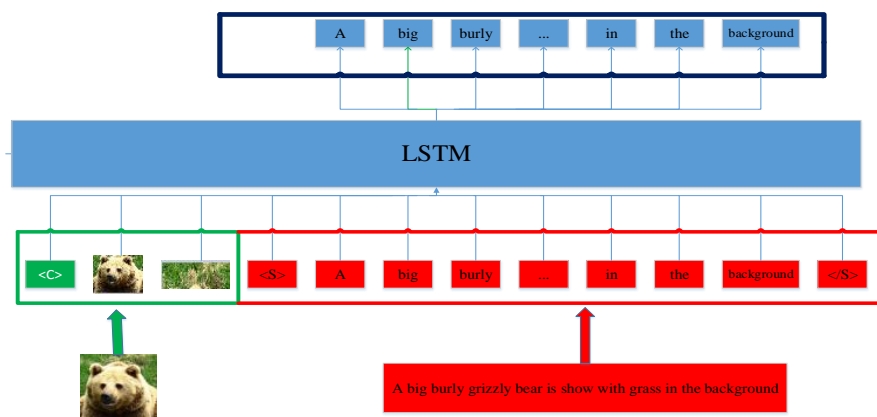 A big burly ... in the background
LSTM
<C> <S> A big burly ... in the background </S>
A big burly grizzly bear is show with grass in the background